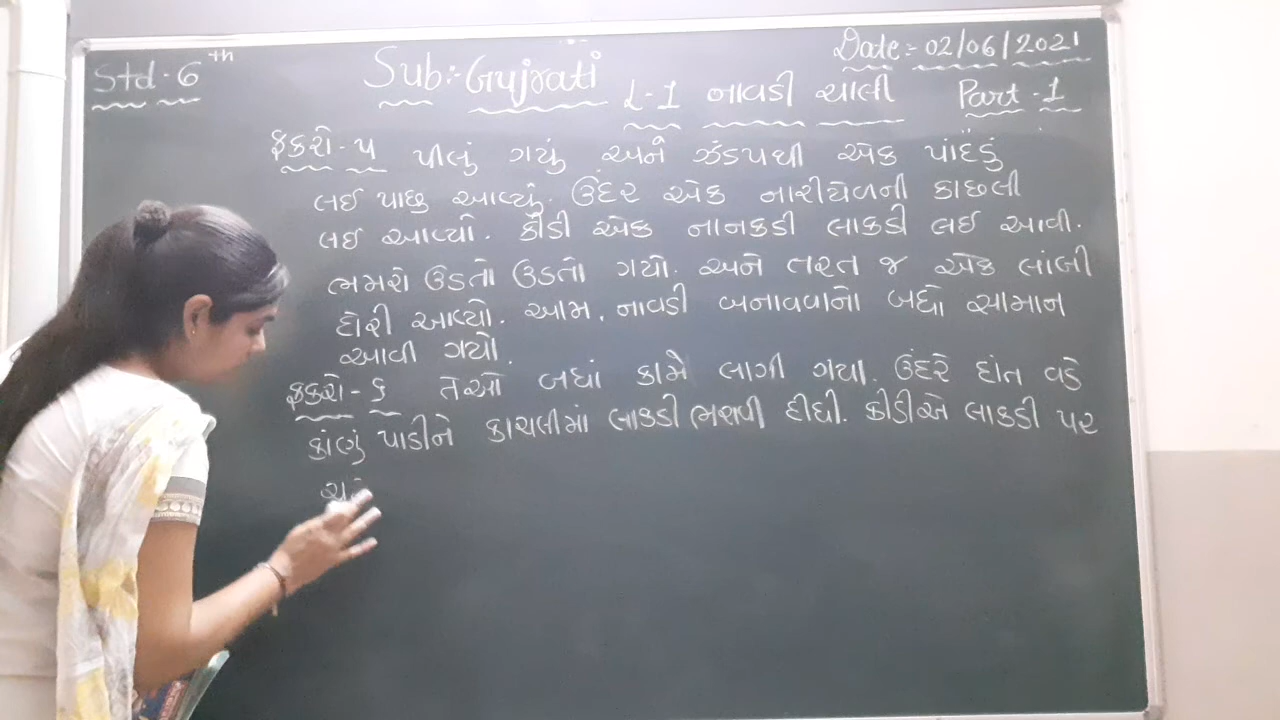 Std - 6th
Sub:- Gujrati
Date:- 02/06/2021
L-1 નાવડી ચાલી
Part - 1
ફકરો - ૫ પીલું ગયું અને ઝડપથી એક પાંદડું
લઈ પાછુ આવ્યું. ઉંદર એક નારીયેળની કાછલી
લઈ આવ્યો. કીડી એક નાનકડી લાકડી લઈ આવી.
ભમરો ઉડતો ઉડતો ગયો. અને તરત જ એક લાંબી
દોરી આવ્યો. આમ, નાવડી બનાવવાનો બધો સામાન
આવી ગયો.
ફકરો - ૬ તેઓ બધાં કામે લાગી ગયા. ઉંદરે દાંત વડે
કાંણું પાડીને કાચલીમાં લાકડી ભરાવી દીધી. કીડીએ લાકડી પર